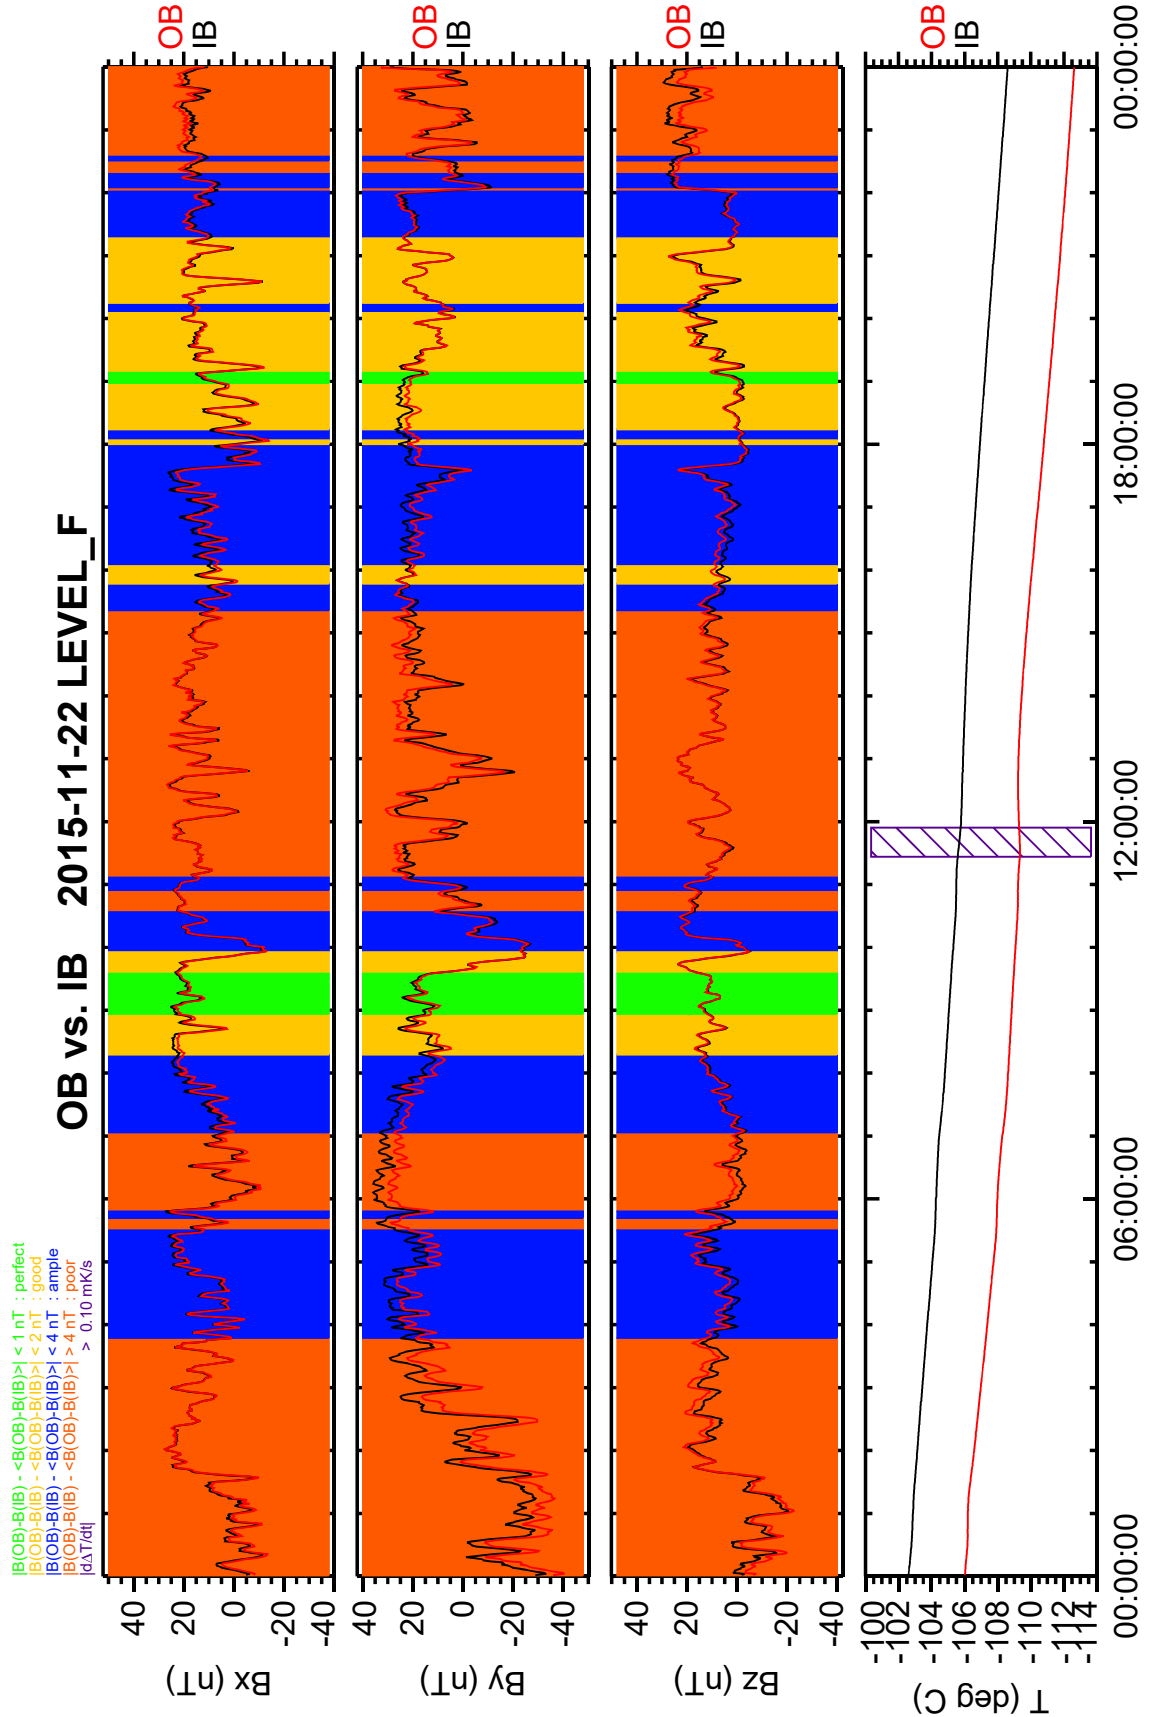 OB vs. IB 2015-11-22 LEVEL_F
|B(OB)-B(IB) - <B(OB)-B(IB)>| < 1 nT : perfect
|B(OB)-B(IB) - <B(OB)-B(IB)>| < 2 nT : good
|B(OB)-B(IB) - <B(OB)-B(IB)>| < 4 nT : ample
|B(OB)-B(IB) - <B(OB)-B(IB)>| > 4 nT : poor
|dΔT/dt| > 0.10 mK/s
Bx (nT)
40
20
0
-20
-40
OB
IB
By (nT)
40
20
0
-20
-40
OB
IB
Bz (nT)
40
20
0
-20
-40
OB
IB
T (deg C)
-100
-102
-104
-106
-108
-110
-112
-114
OB
IB
00:00:00
06:00:00
12:00:00
18:00:00
00:00:00